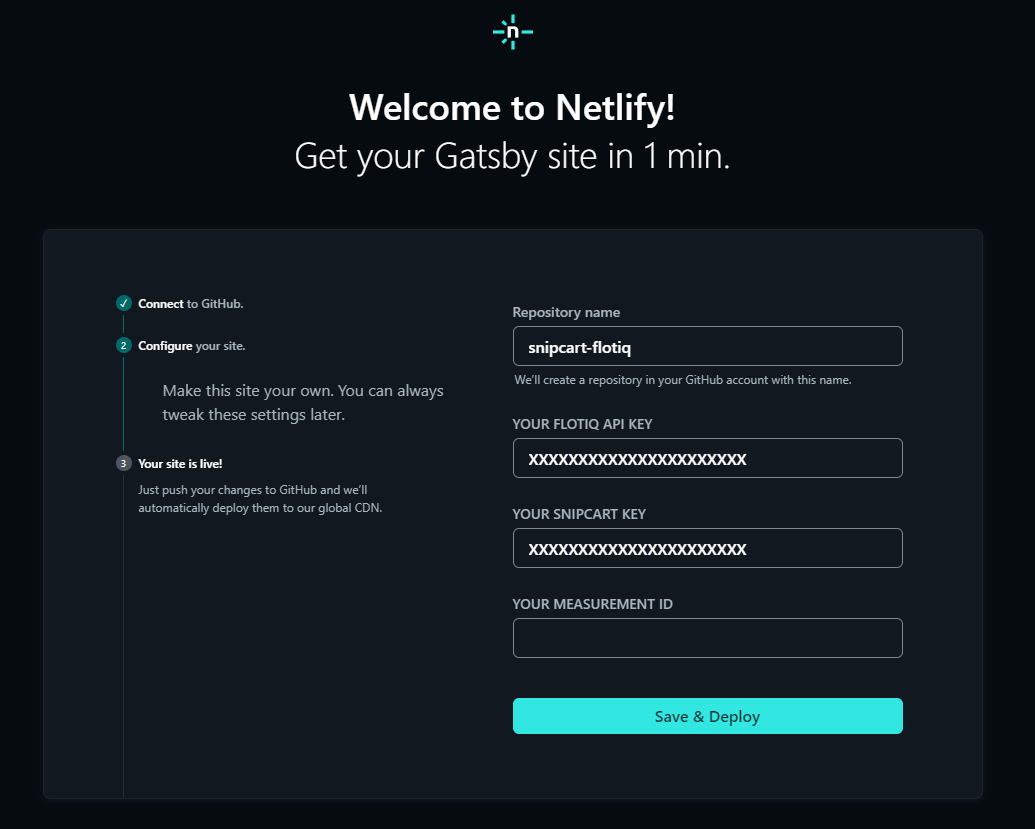 n
Welcome to Netlify!
Get your Gatsby site in 1 min.
Connect to GitHub.
2 Configure your site.
Make this site your own. You can always
tweak these settings later.
3 Your site is live!
Just push your changes to GitHub and we'll
automatically deploy them to our global CDN.
Repository name
snipcart-flotiq
We'll create a repository in your GitHub account with this name.
YOUR FLOTIQ API KEY
XXXXXXXXXXXXXXXXXXXXXX
YOUR SNIPCART KEY
XXXXXXXXXXXXXXXXXXXXXX
YOUR MEASUREMENT ID
Save & Deploy